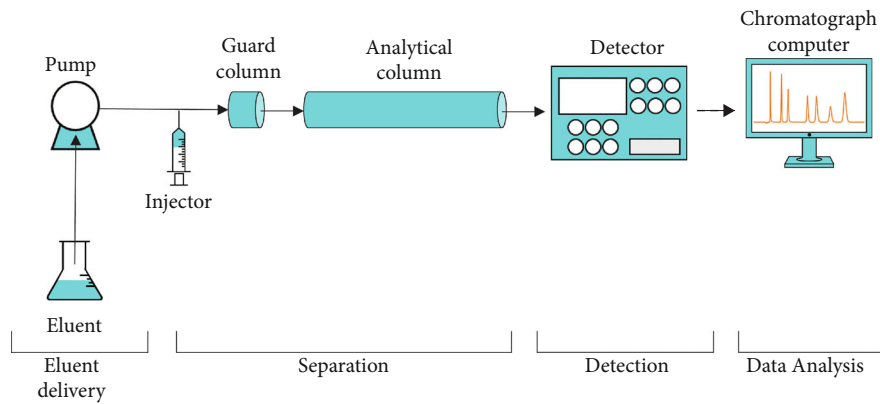 Pump
Guard
column
Analytical
column
Detector
Chromatograph
computer
Injector
Eluent
Eluent
delivery
Separation
Detection
Data Analysis